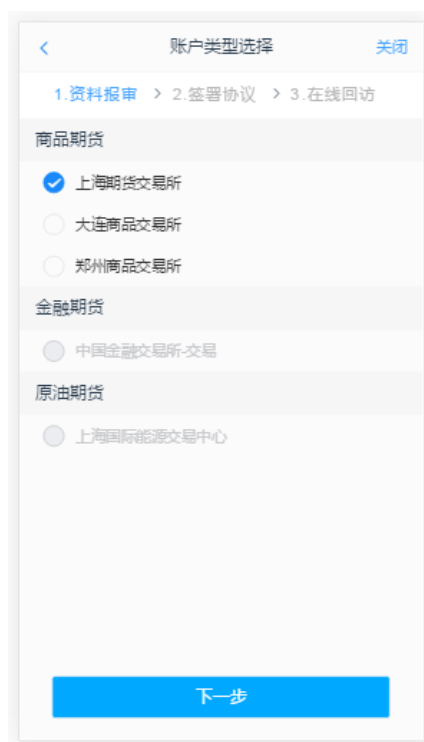 账户类型选择 关闭
1.资料报审 > 2.签署协议 > 3.在线回访
商品期货
上海期货交易所
大连商品交易所
郑州商品交易所
金融期货
中国金融交易所-交易
原油期货
上海国际能源交易中心
下一步